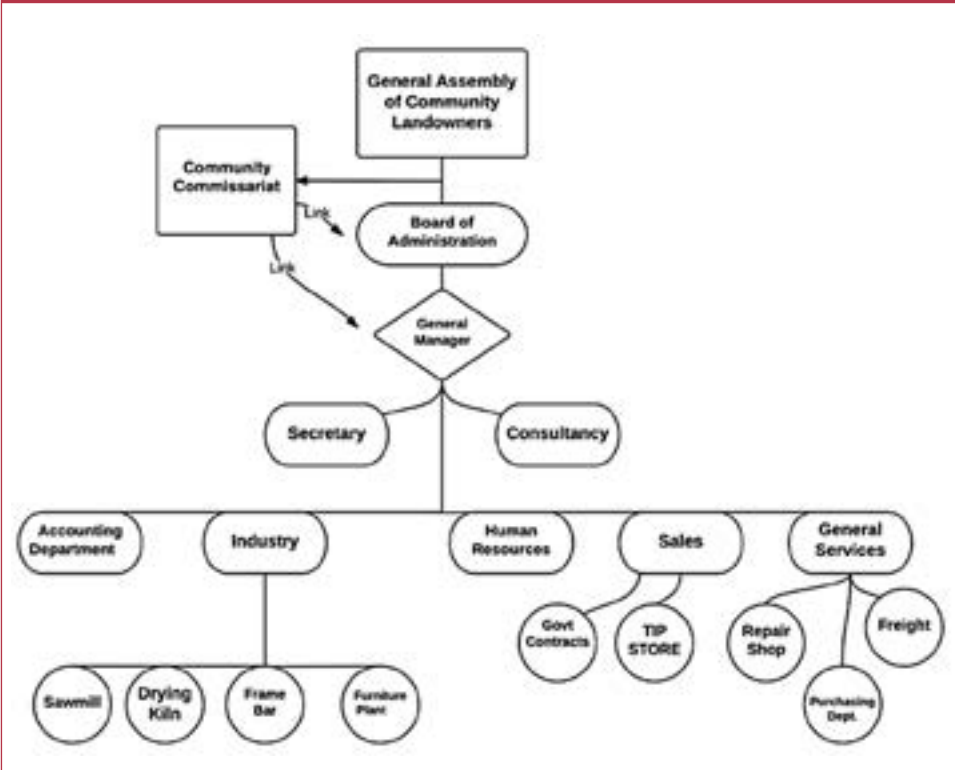 General Assembly
of Community
Landowners
Community
Commissariat
Link
Board of
Administration
Link
General
Manager
Secretary
Consultancy
Accounting
Department
Industry
Human
Resources
Sales
General
Services
Govt
Contracts
TIP
STORE
Repair
Shop
Freight
Sawmill
Drying
Kiln
Frame
Bar
Furniture
Plant
Purchasing
Dept.